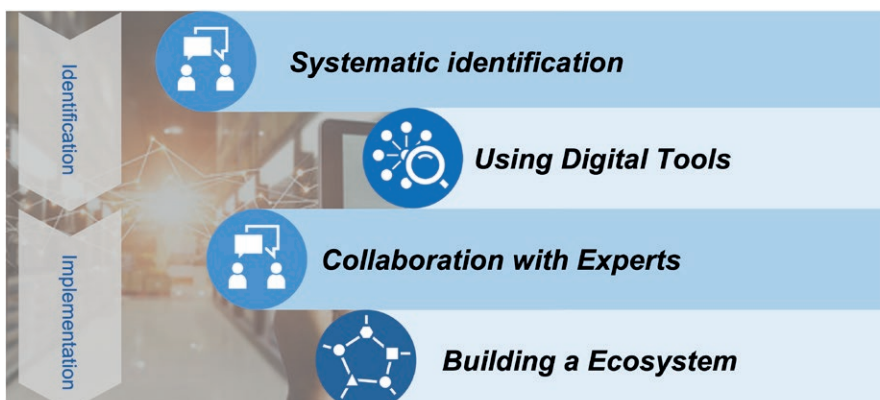 Identification
Systematic identification
Using Digital Tools
Implementation
Collaboration with Experts
Building a Ecosystem